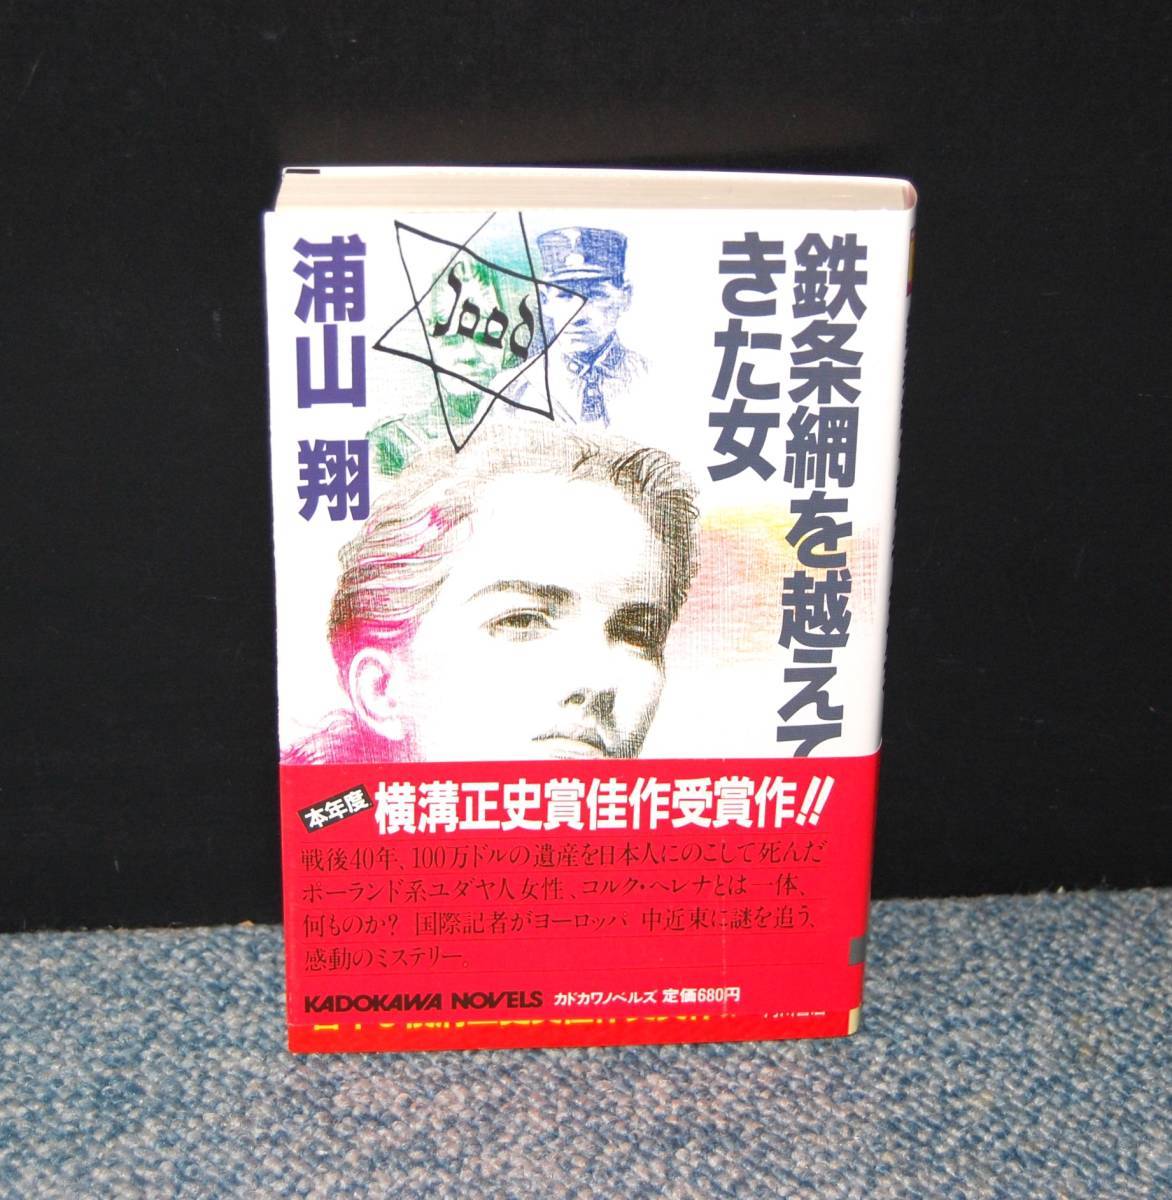 鉄条網を越えて
きた女
浦山 翔
Jood
本年度
横溝正史賞佳作受賞作!!
戦後40年、100万ドルの遺産を日本人にのこして死んだ
ポーランド系ユダヤ人女性、コルク・ヘレナとは一体、
何ものか? 国際記者がヨーロッパ 中近東に謎を追う、
感動のミステリー。
KADOKAWA NOVELS カドカワノベルズ 定価680円